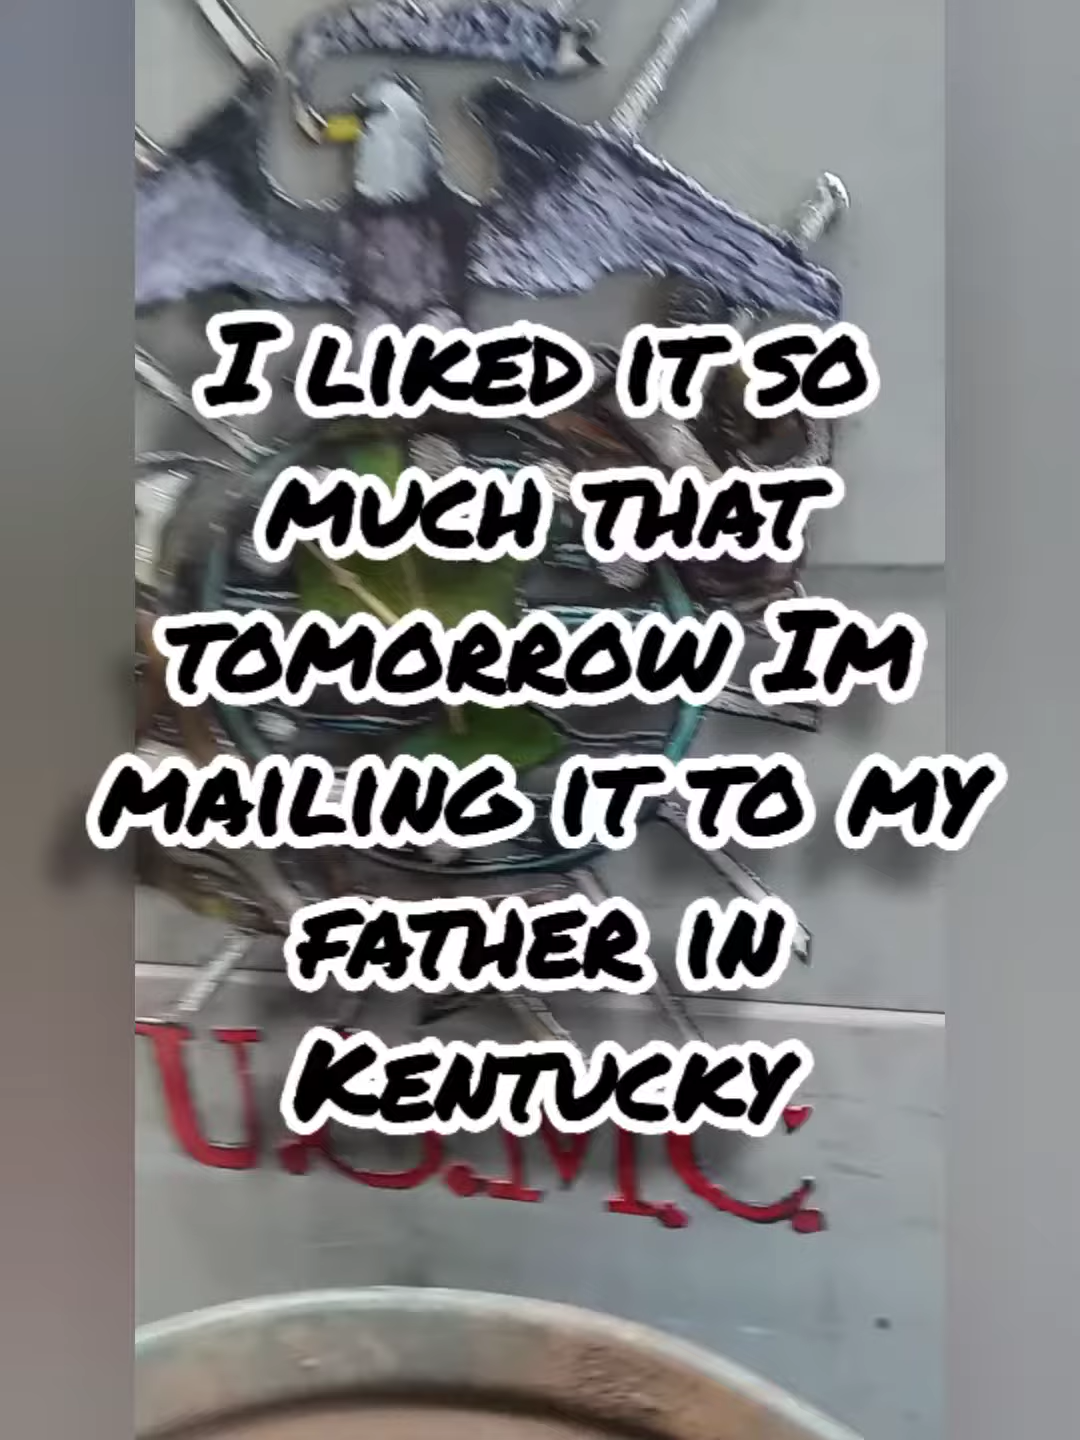 I liked it so
much that
tomorrow Im
mailing it to my
father in
Kentucky
U.S.M.C.